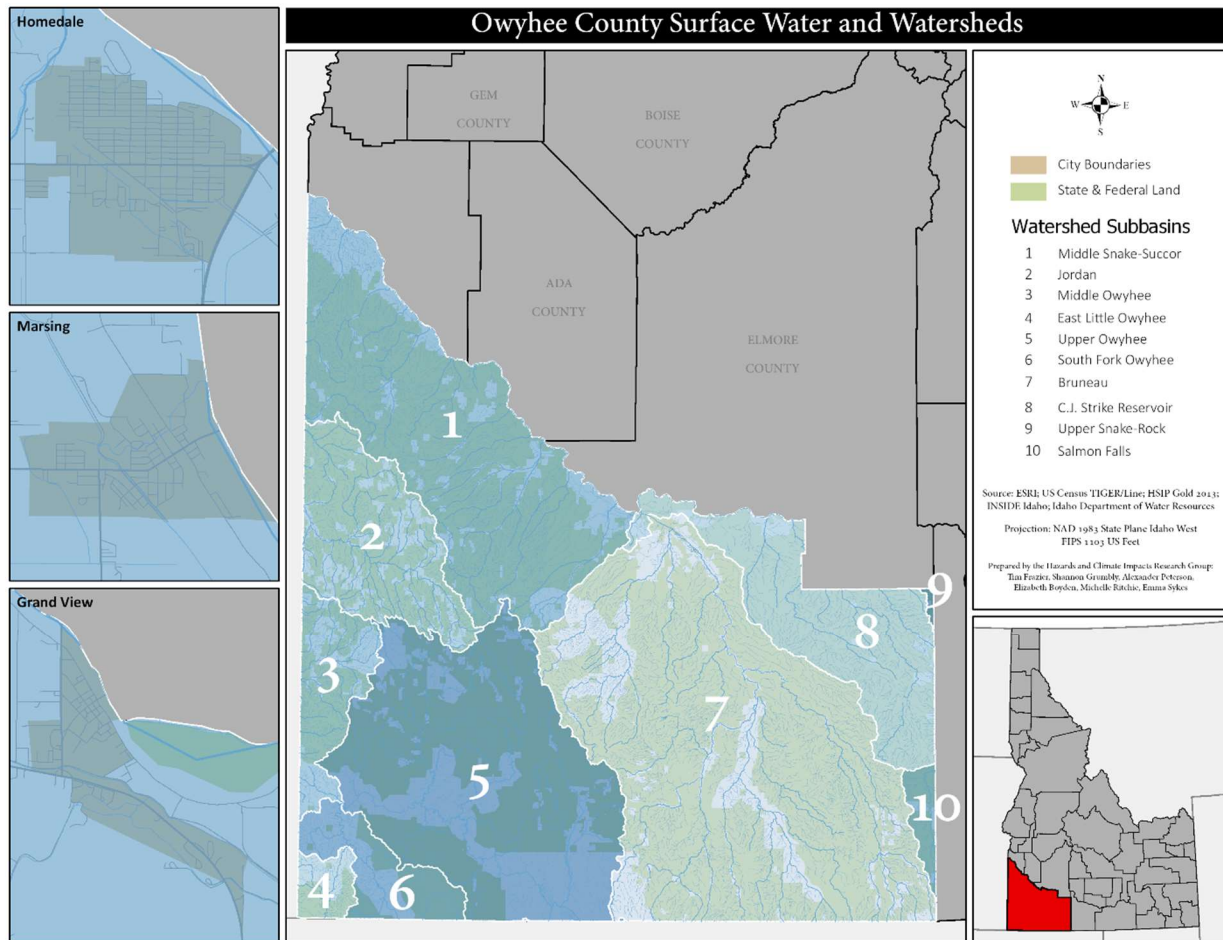 Owyhee County Surface Water and Watersheds
Homedale
Marsing
Grand View
GEM
COUNTY
BOISE
COUNTY
ADA
COUNTY
ELMORE
COUNTY
1
2
3
4
5
6
7
8
9
10
N
W E
S
City Boundaries
State & Federal Land
Watershed Subbasins
1 Middle Snake-Succor
2 Jordan
3 Middle Owyhee
4 East Little Owyhee
5 Upper Owyhee
6 South Fork Owyhee
7 Bruneau
8 C.J. Strike Reservoir
9 Upper Snake-Rock
10 Salmon Falls
Source: ESRI; US Census TIGER/Line; HSIP Gold 2013;
INSIDE Idaho; Idaho Department of Water Resources
Projection: NAD 1983 State Plane Idaho West
FIPS 1103 US Feet
Prepared by the Hazards and Climate Impacts Research Group:
Tim Frazier, Shannon Grumbly, Alexander Peterson,
Elizabeth Boyden, Michelle Ritchie, Emma Sykes